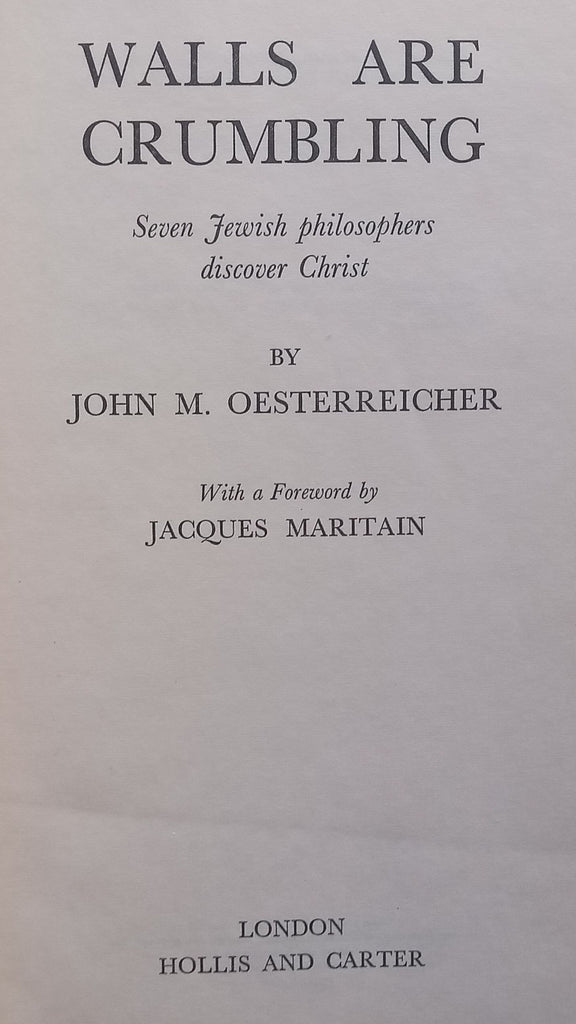 WALLS ARE
CRUMBLING
Seven Jewish philosophers
discover Christ
BY
JOHN M. OESTERREICHER
With a Foreword by
JACQUES MARITAIN
LONDON
HOLLIS AND CARTER